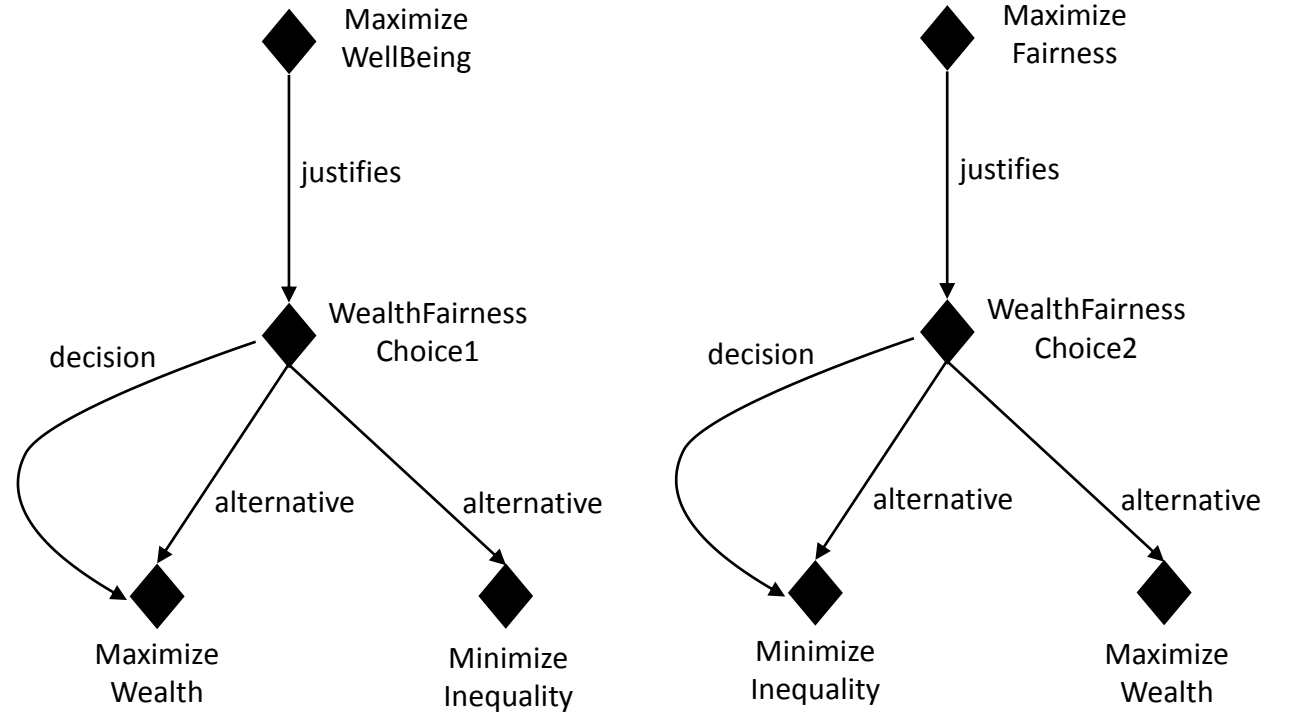 Maximize
WellBeing
justifies
WealthFairness
Choice1
decision
alternative
alternative
Maximize
Wealth
Minimize
Inequality
Maximize
Fairness
justifies
WealthFairness
Choice2
decision
alternative
alternative
Minimize
Inequality
Maximize
Wealth